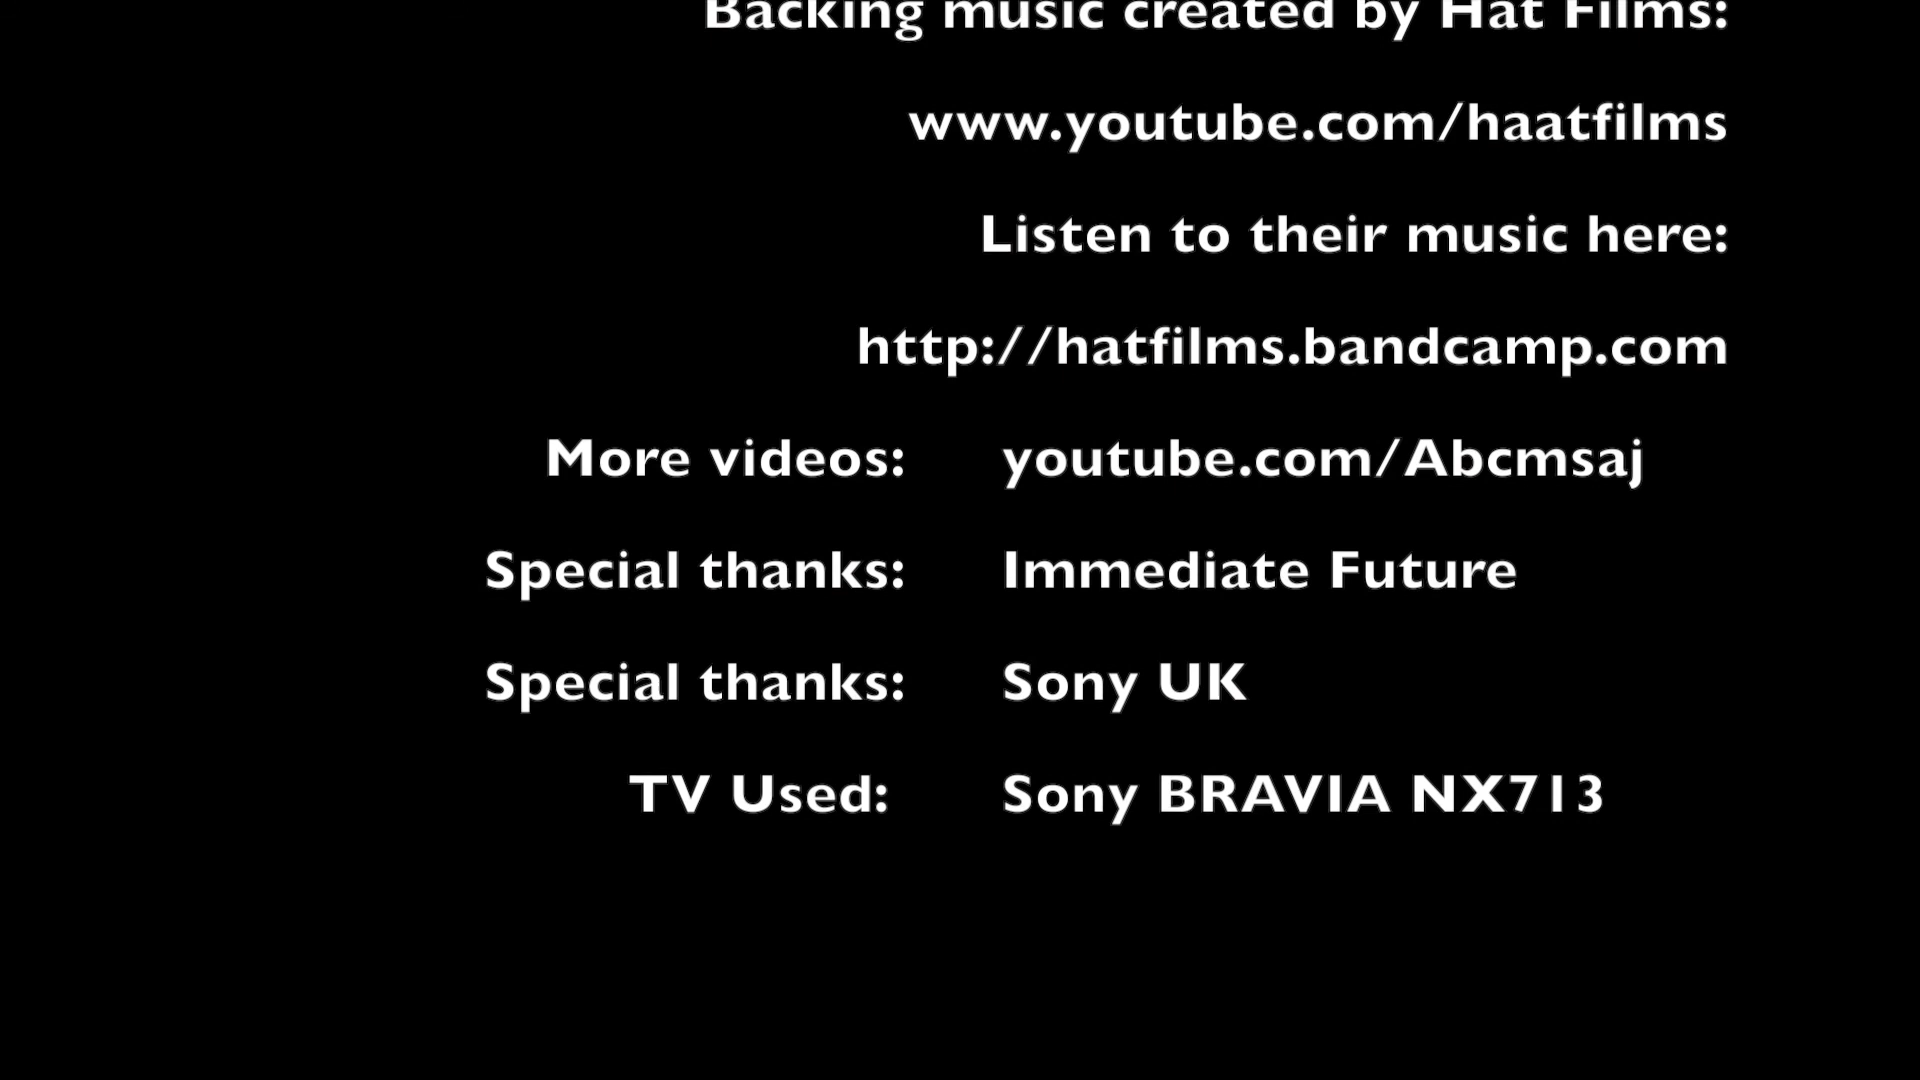 Backing music created by Hat Films:
www.youtube.com/haatfilms
Listen to their music here:
http://hatfilms.bandcamp.com
More videos: youtube.com/Abcmsaj
Special thanks: Immediate Future
Special thanks: Sony UK
TV Used: Sony BRAVIA NX713